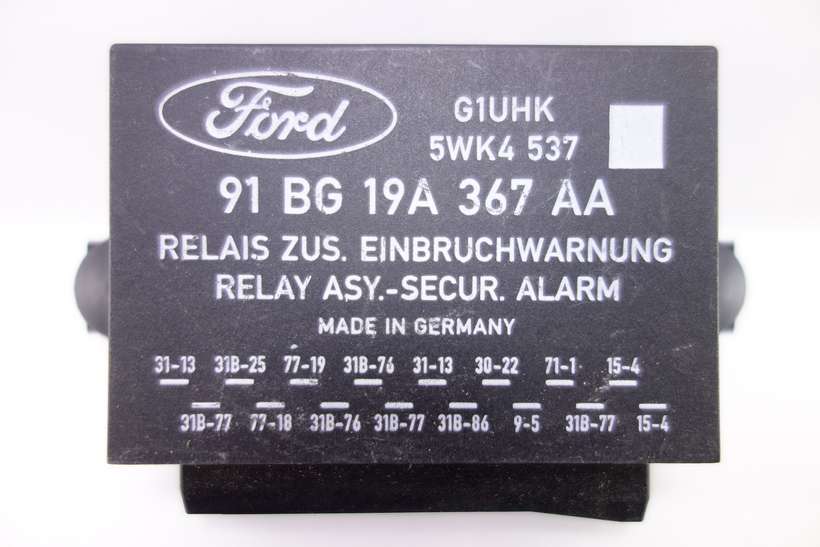 Ford
G1UHK
5WK4 537
91 BG 19A 367 AA
RELAIS ZUS. EINBRUCHWARNUNG
RELAY ASY.-SECUR. ALARM
MADE IN GERMANY
31-13 31B-25 77-19 31B-76 31-13 30-22 71-1 15-4
31B-77 77-18 31B-76 31B-77 31B-86 9-5 31B-77 15-4